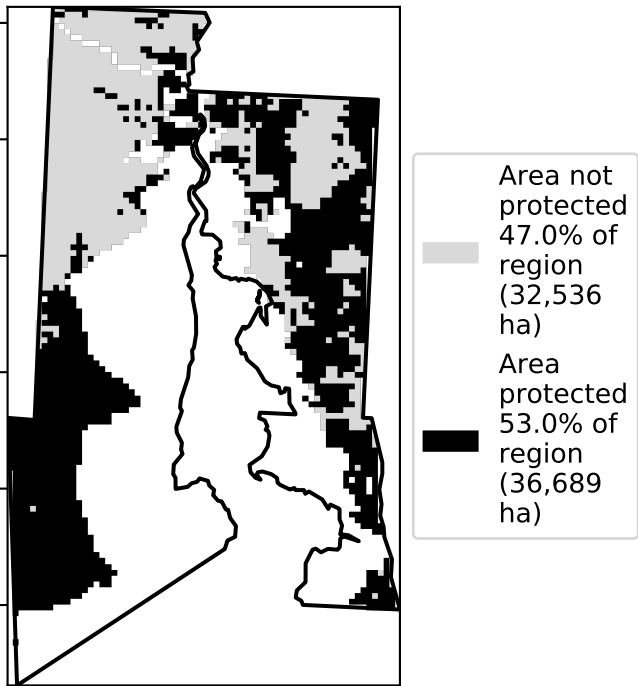 Area not
protected
47.0% of
region
(32,536
ha)
Area
protected
53.0% of
region
(36,689
ha)